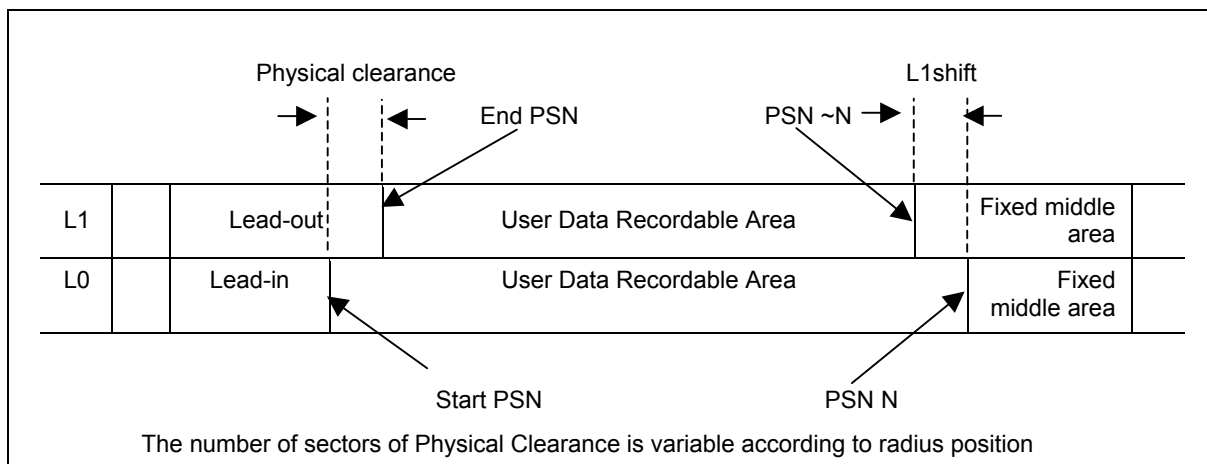 Physical clearance
L1shift
End PSN
PSN ~N
L1
Lead-out
User Data Recordable Area
Fixed middle
area
L0
Lead-in
User Data Recordable Area
Fixed
middle area
Start PSN
PSN N
The number of sectors of Physical Clearance is variable according to radius position